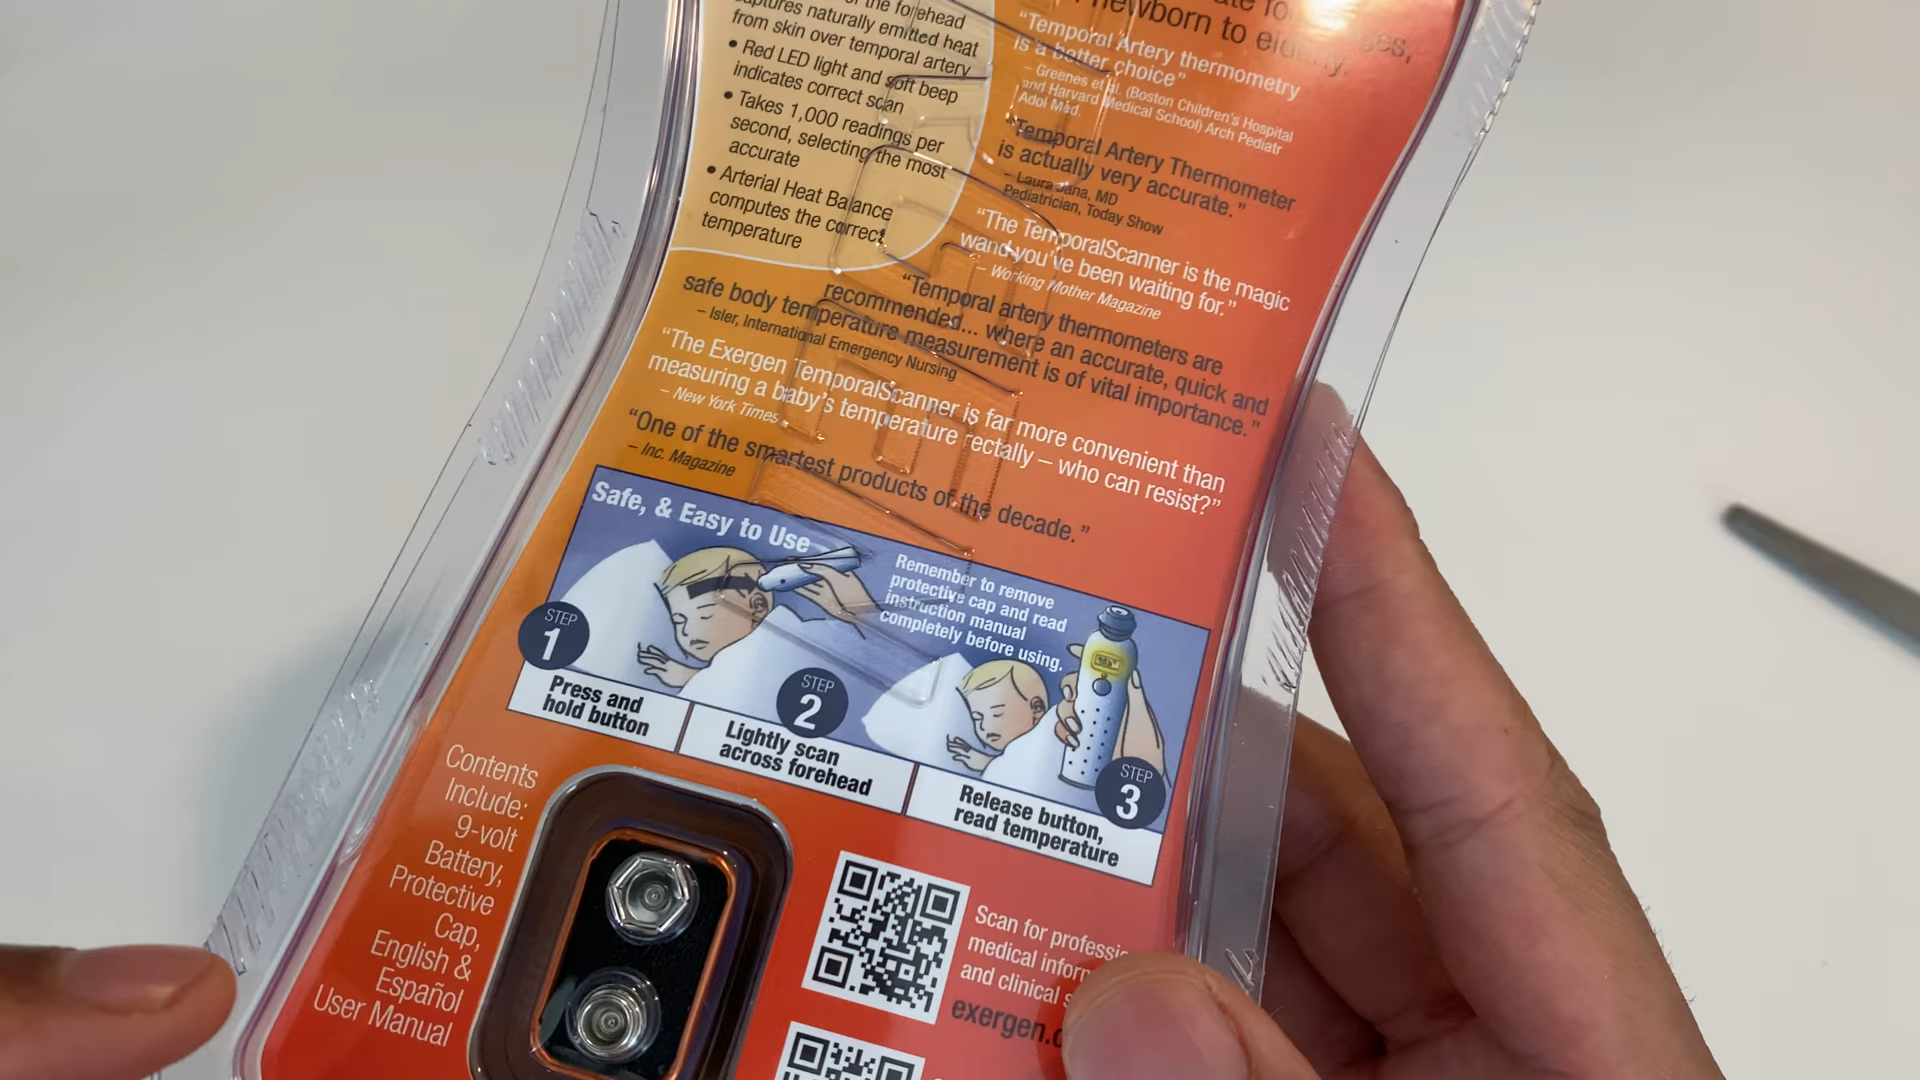 the forehead
captures naturally emitted heat
from skin over temporal artery
• Red LED light and soft beep
indicates correct scan
• Takes 1,000 readings per
second, selecting the most
accurate
• Arterial Heat Balance
computes the correct
temperature
newborn to elderly.
“Temporal Artery thermometry
is a better choice”
– Greenes et al. (Boston Children’s Hospital
and Harvard Medical School) Arch Pediatr
Adol Med.
“Temporal Artery Thermometer
is actually very accurate.”
– Laura Jana, MD
Pediatrician, Today Show
“The TemporalScanner is the magic
wand you’ve been waiting for.”
– Working Mother Magazine
“Temporal artery thermometers are
recommended... where an accurate, quick and
safe body temperature measurement is of vital importance.”
– Isler, International Emergency Nursing
“The Exergen TemporalScanner is far more convenient than
measuring a baby’s temperature rectally – who can resist?”
– New York Times
“One of the smartest products of the decade.”
– Inc. Magazine
Safe, & Easy to Use
Remember to remove
protective cap and read
instruction manual
completely before using.
STEP
1
Press and
hold button
STEP
2
Lightly scan
across forehead
STEP
3
Release button,
read temperature
Contents
Include:
9-volt
Battery,
Protective
Cap,
English &
Español
User Manual
Scan for
medical
and clinical